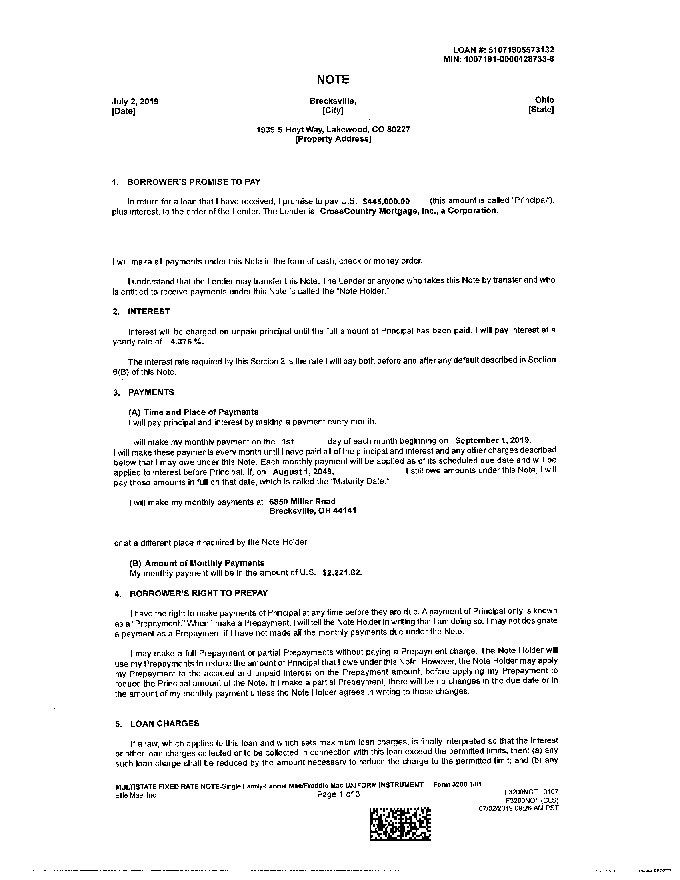 LOAN #: 51071905573132
MIN: 1007191-0000428733-8
NOTE
July 2, 2019 Brecksville, Ohio
[Date] [City] [State]
1935 S Hoyt Way, Lakewood, CO 80227
[Property Address]
1. BORROWER'S PROMISE TO PAY
In return for a loan that I have received, I promise to pay U.S. (this amount is called "Principal"),
plus interest, to the order of the Lender. The Lender is CrossCountry Mortgage, Inc., a Corporation.
I will make all payments under this Note in the form of cash, check or money order.
I understand that the Lender may transfer this Note. The Lender or anyone who takes this Note by transfer and who
is entitled to receive payments under this Note is called the "Note Holder."
2. INTEREST
Interest will be charged on unpaid principal until the full amount of Principal has been paid. I will pay interest at a
yearly rate of 4.375 %.
The interest rate required by this Section 2 is the rate I will pay both before and after any default described in Section
6(B) of this Note.
3. PAYMENTS
(A) Time and Place of Payments
I will pay principal and interest by making a payment every month.
I will make my monthly payment on the 1st day of each month beginning on September 1, 2019.
I will make these payments every month until I have paid all of the principal and interest and any other charges described
below that I may owe under this Note. Each monthly payment will be applied as of its scheduled due date and will be
applied to interest before Principal. If, on August 1, 2049, I still owe amounts under this Note, I will
pay those amounts in full on that date, which is called the "Maturity Date."
I will make my monthly payments at 6850 Miller Road
Brecksville, OH 44141
or at a different place if required by the Note Holder
(B) Amount of Monthly Payments
My monthly payment will be in the amount of U.S. $2,221.82.
4. BORROWER'S RIGHT TO PREPAY
I have the right to make payments of Principal at any time before they are due. A payment of Principal only is known
as a "Prepayment." When I make a Prepayment, I will tell the Note Holder in writing that I am doing so. I may not designate
a payment as a Prepayment if I have not made all the monthly payments due under the Note.
I may make a full Prepayment or partial Prepayments without paying a Prepayment charge. The Note Holder will
use my Prepayments to reduce the amount of Principal that I owe under this Note. However, the Note Holder may apply
my Prepayment to the accrued and unpaid interest on the Prepayment amount, before applying my Prepayment to
reduce the Principal amount of the Note. If I make a partial Prepayment, there will be no changes in the due date or in
the amount of my monthly payment unless the Note Holder agrees in writing to those changes.
5. LOAN CHARGES
If a law, which applies to this loan and which sets maximum loan charges, is finally interpreted so that the interest
or other loan charges collected or to be collected in connection with this loan exceed the permitted limits, then: (a) any
such loan charge shall be reduced by the amount necessary to reduce the charge to the permitted limit; and (b) any
MULTISTATE FIXED RATE NOTE-Single Family-Fannie Mae/Freddie Mac UNIFORM INSTRUMENT Form 3200 1/01
Ellie Mae, Inc. Page 1 of 3 F3200NOT 0107
F3200NOT (CLS)
07/02/2019 09:26 AM PST